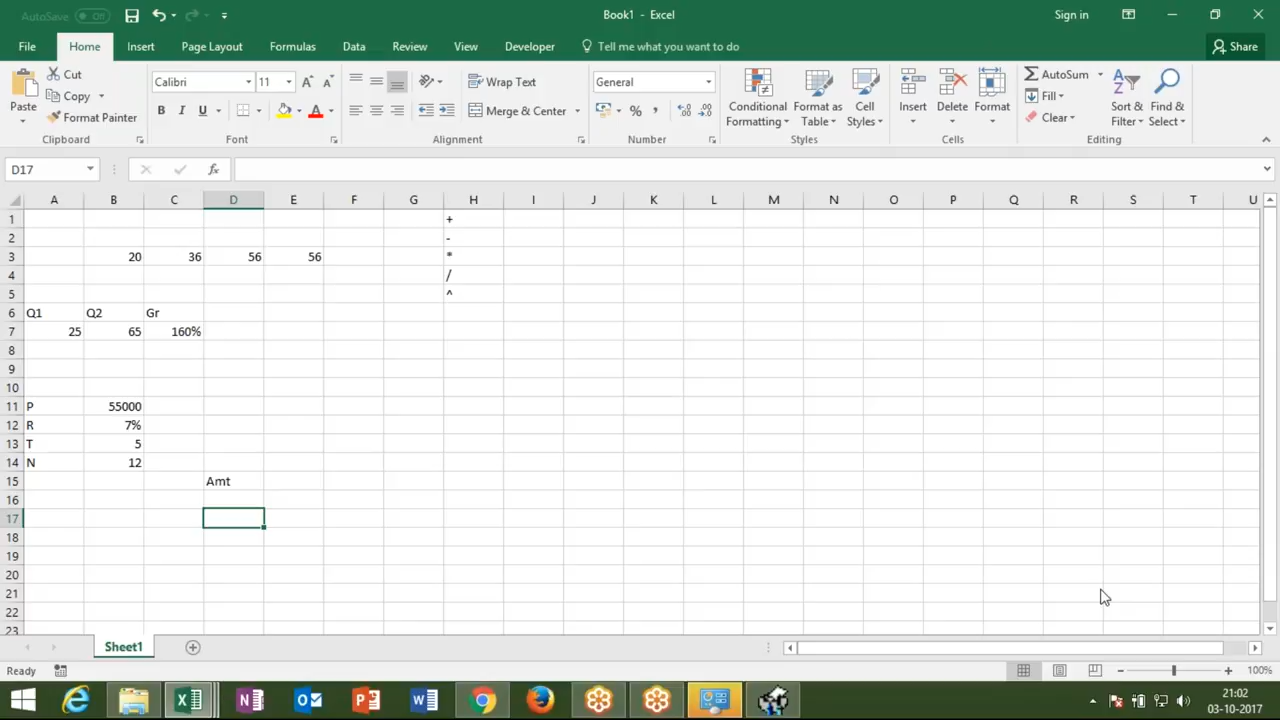 AutoSave Off
Book1 - Excel
Sign in
File Home Insert Page Layout Formulas Data Review View Developer Tell me what you want to do Share
Paste
Cut
Copy
Format Painter
Clipboard
Calibri 11
B I U
Font
Wrap Text
Merge & Center
Alignment
General
%
Number
Conditional Formatting
Format as Table
Cell Styles
Styles
Insert
Delete
Format
Cells
AutoSum
Fill
Clear
Sort & Filter
Find & Select
Editing
D17
fx
A B C D E F G H I J K L M N O P Q R S T U
1 +
2 -
3 20 36 56 56 *
4 /
5 ^
6 Q1 Q2 Gr
7 25 65 160%
8
9
10
11 P 55000
12 R 7%
13 T 5
14 N 12
15 Amt
16
17
18
19
20
21
22
23
Sheet1
Ready
100%
21:02
03-10-2017